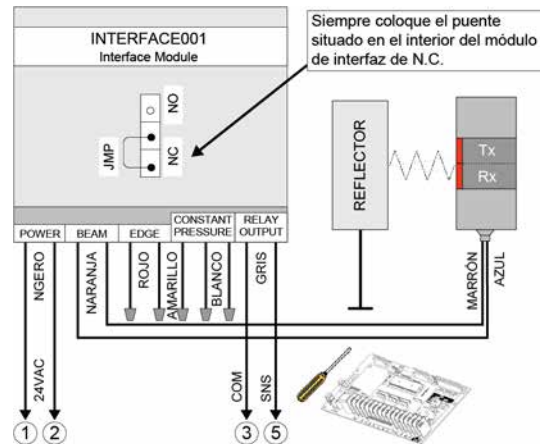 INTERFACE001
Interface Module
NO
JMP
NC
Siempre coloque el puente
situado en el interior del módulo
de interfaz de N.C.
REFLECTOR
Tx
Rx
POWER
BEAM
EDGE
CONSTANT
PRESSURE
RELAY
OUTPUT
NGERO
24VAC
NARANJA
ROJO
AMARILLO
BLANCO
GRIS
COM
SNS
MARRÓN
AZUL
1
2
3
5